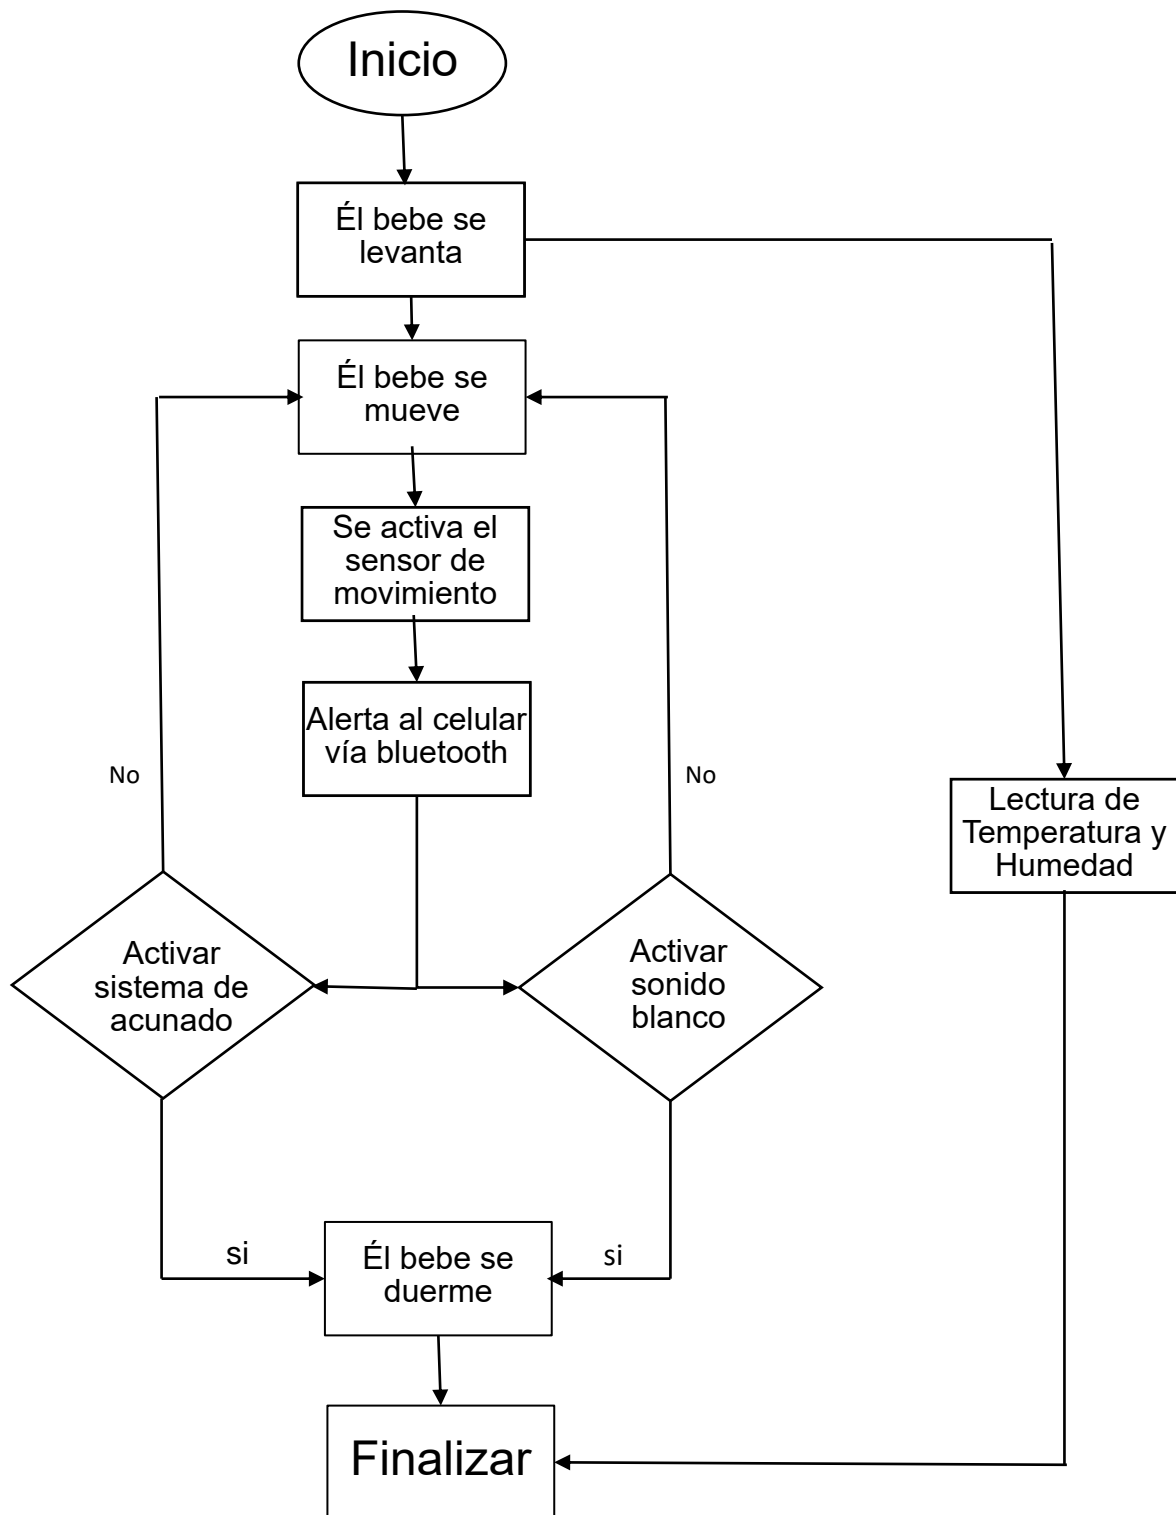 Inicio
Él bebe se
levanta
Él bebe se
mueve
Se activa el
sensor de
movimiento
Alerta al celular
vía bluetooth
No
No
Lectura de
Temperatura y
Humedad
Activar
sistema de
acunado
Activar
sonido
blanco
si
si
Él bebe se
duerme
Finalizar